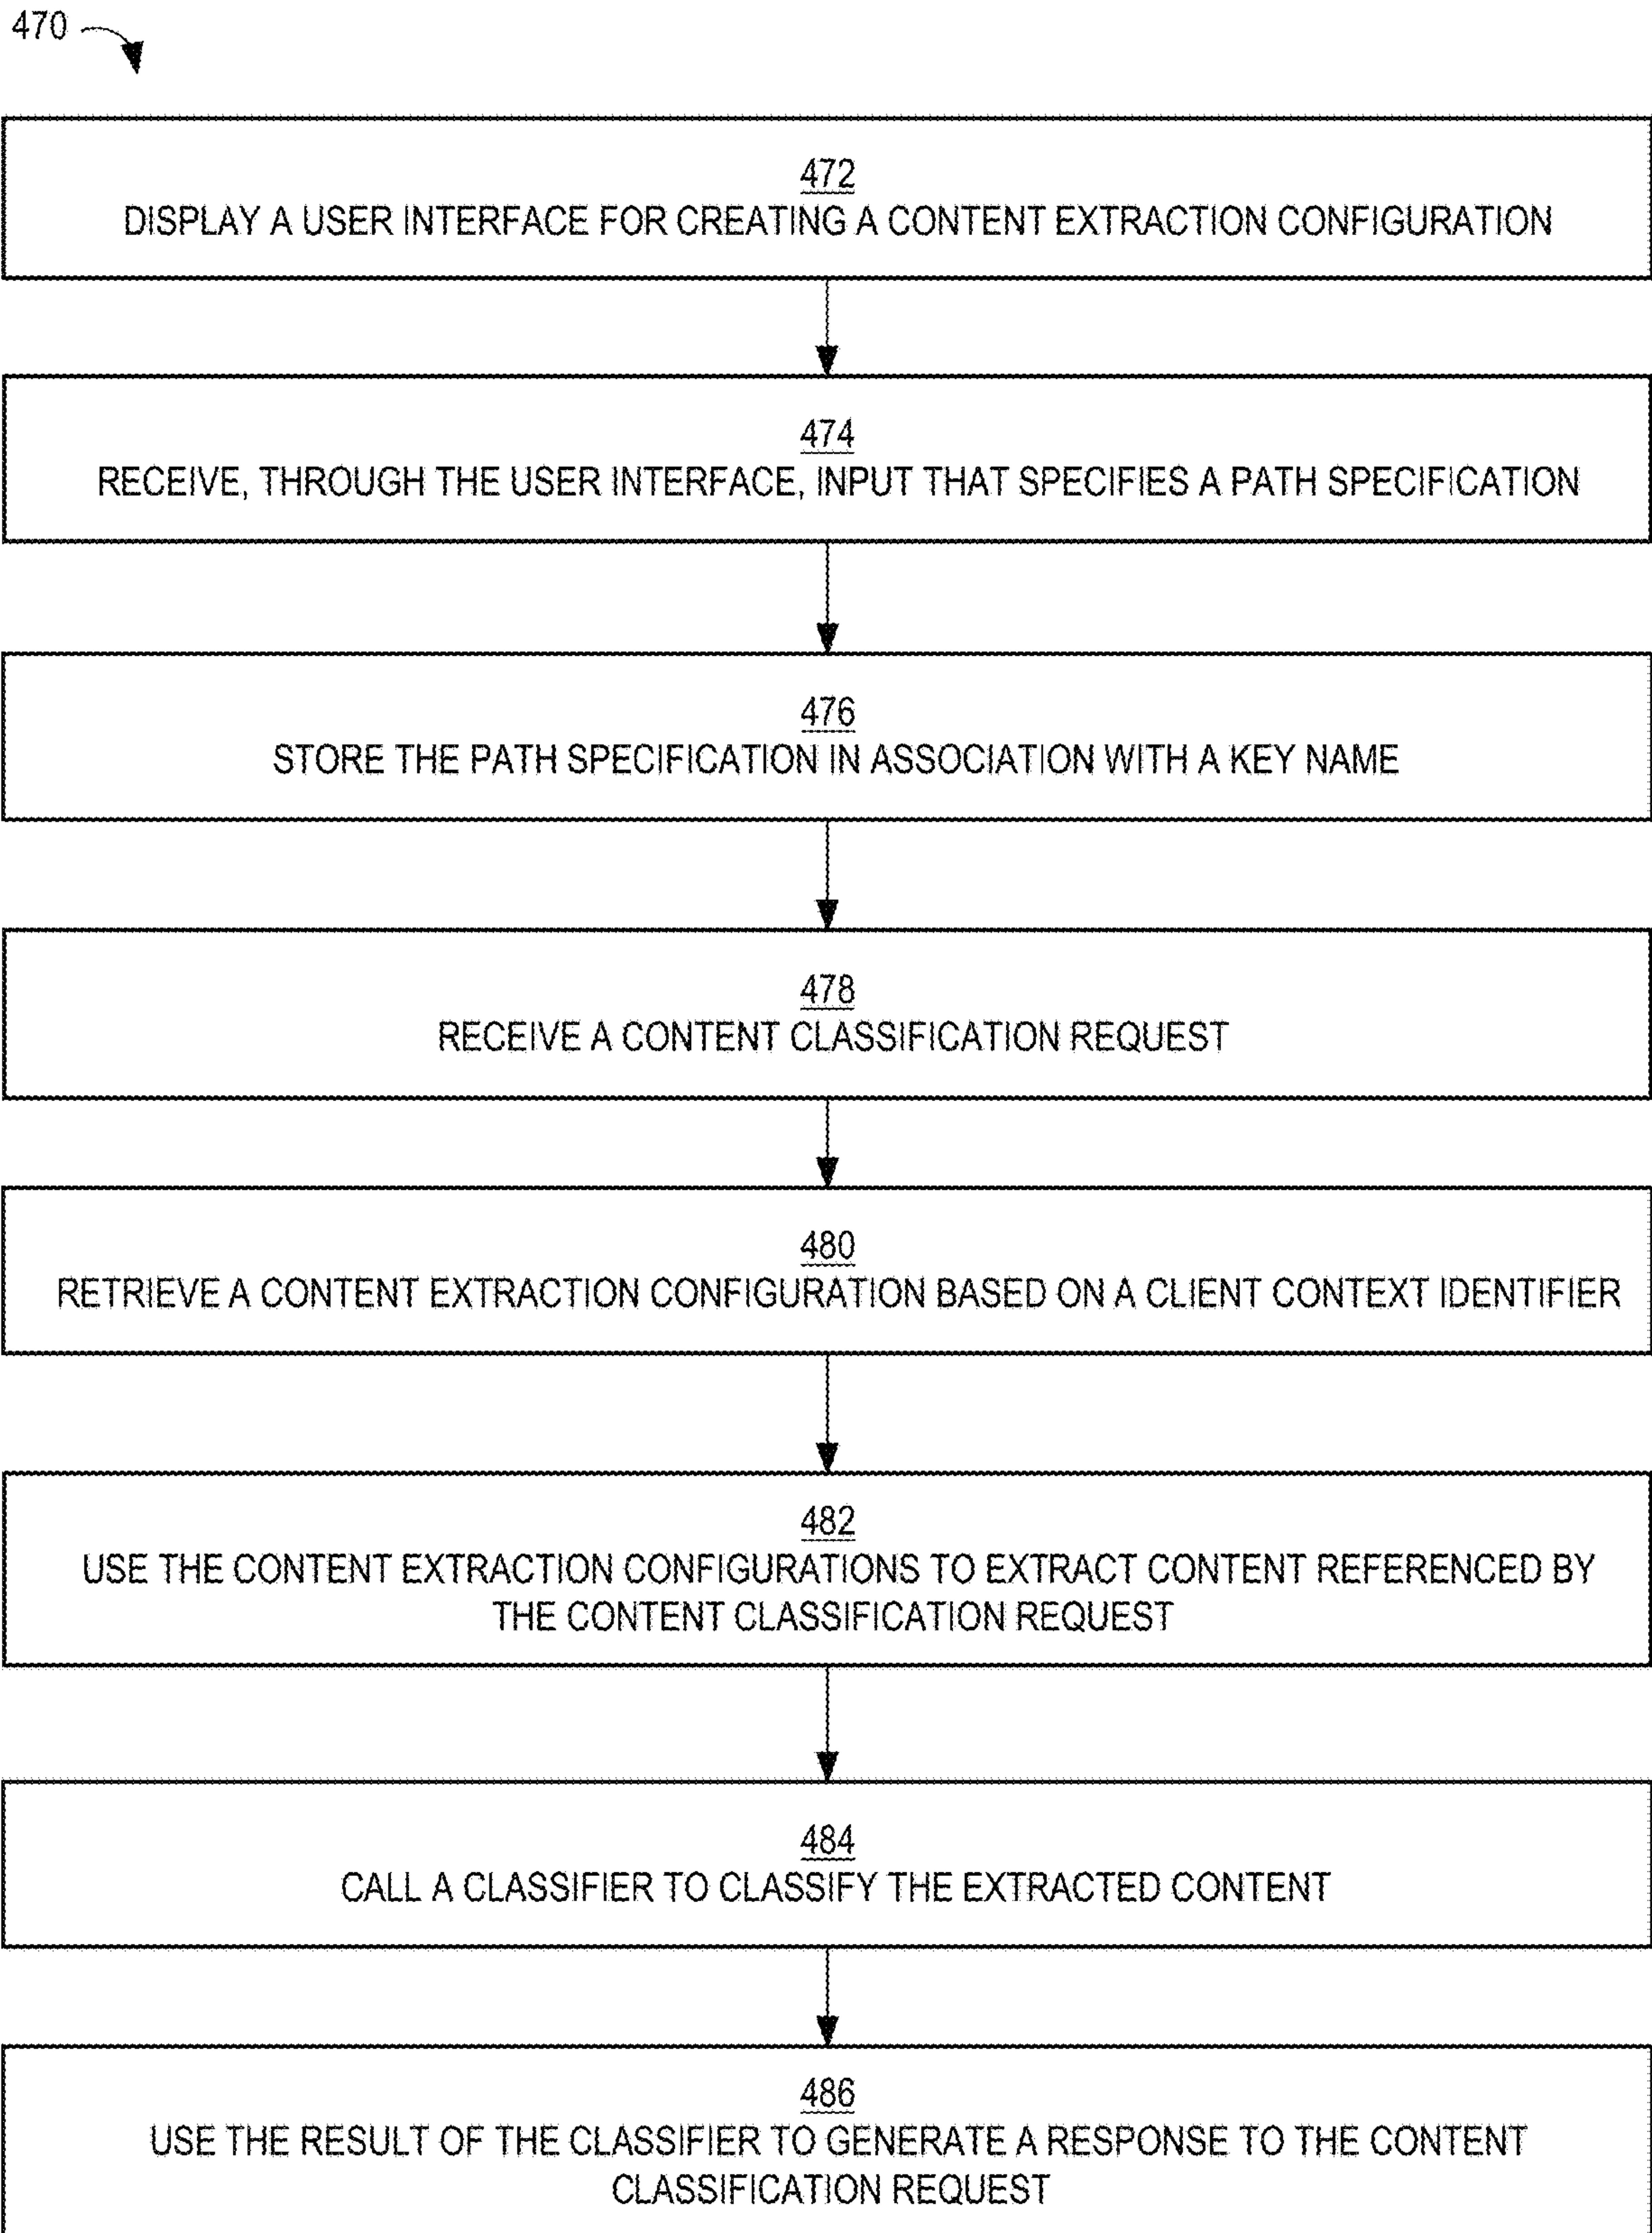 470
472
DISPLAY A USER INTERFACE FOR CREATING A CONTENT EXTRACTION CONFIGURATION
474
RECEIVE, THROUGH THE USER INTERFACE, INPUT THAT SPECIFIES A PATH SPECIFICATION
476
STORE THE PATH SPECIFICATION IN ASSOCIATION WITH A KEY NAME
478
RECEIVE A CONTENT CLASSIFICATION REQUEST
480
RETRIEVE A CONTENT EXTRACTION CONFIGURATION BASED ON A CLIENT CONTEXT IDENTIFIER
482
USE THE CONTENT EXTRACTION CONFIGURATIONS TO EXTRACT CONTENT REFERENCED BY
THE CONTENT CLASSIFICATION REQUEST
484
CALL A CLASSIFIER TO CLASSIFY THE EXTRACTED CONTENT
486
USE THE RESULT OF THE CLASSIFIER TO GENERATE A RESPONSE TO THE CONTENT
CLASSIFICATION REQUEST